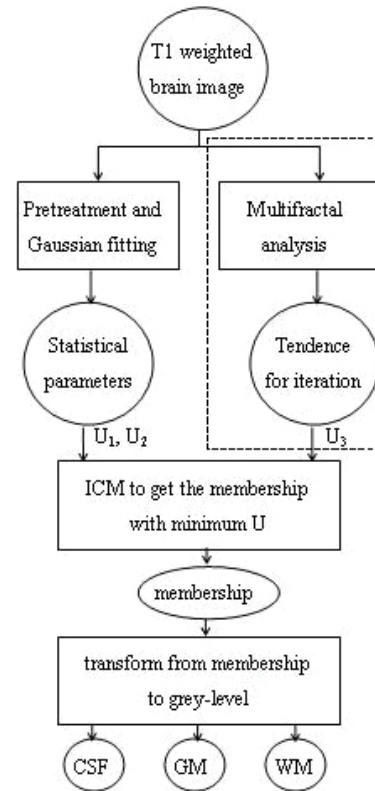 T1 weighted
brain image
Pretreatment and
Gaussian fitting
Multifractal
analysis
Statistical
parameters
Tendence
for iteration
U₁, U₂
U₃
ICM to get the membership
with minimum U
membership
transform from membership
to grey-level
CSF
GM
WM